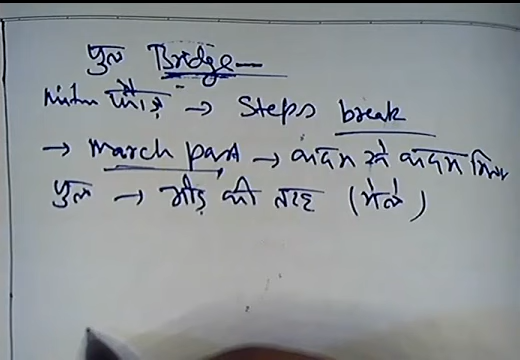 पुल Bridge—
फौज → Steps break
→ March past → कदम से कदम मिला
पुल → भीड़ की तरह (मेले)